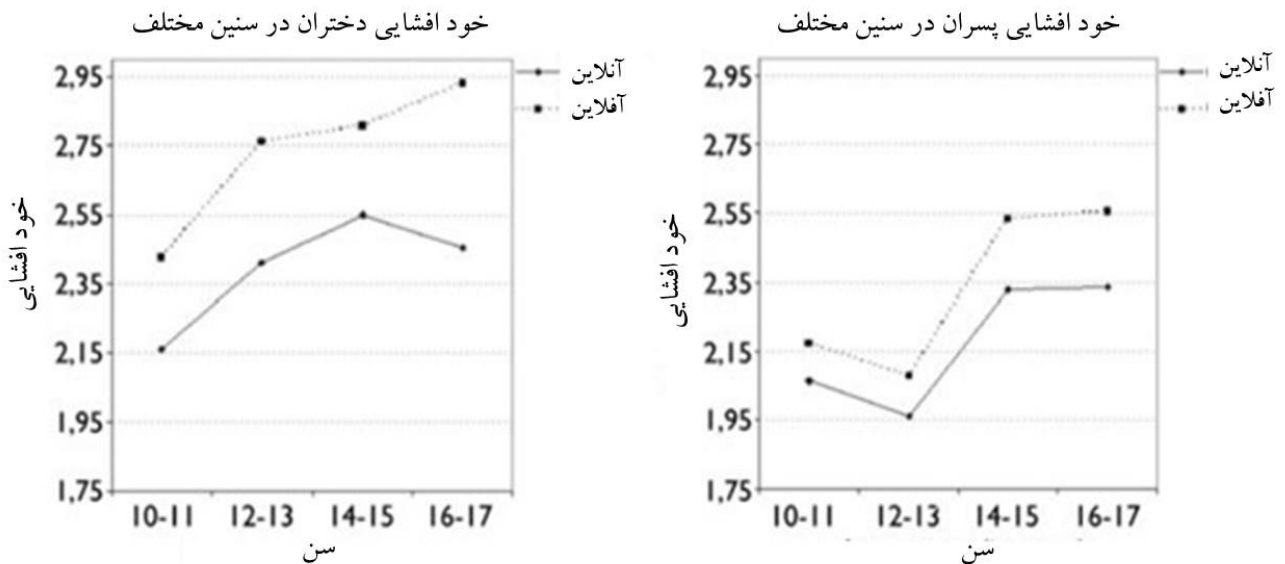 خود افشایی دختران در سنین مختلف
آنلاین
آفلاین
2,95
2,75
2,55
2,35
2,15
1,95
1,75
خود افشایی
10-11 12-13 14-15 16-17
سن
خود افشایی پسران در سنین مختلف
آنلاین
آفلاین
2,95
2,75
2,55
2,35
2,15
1,95
1,75
خود افشایی
10-11 12-13 14-15 16-17
سن